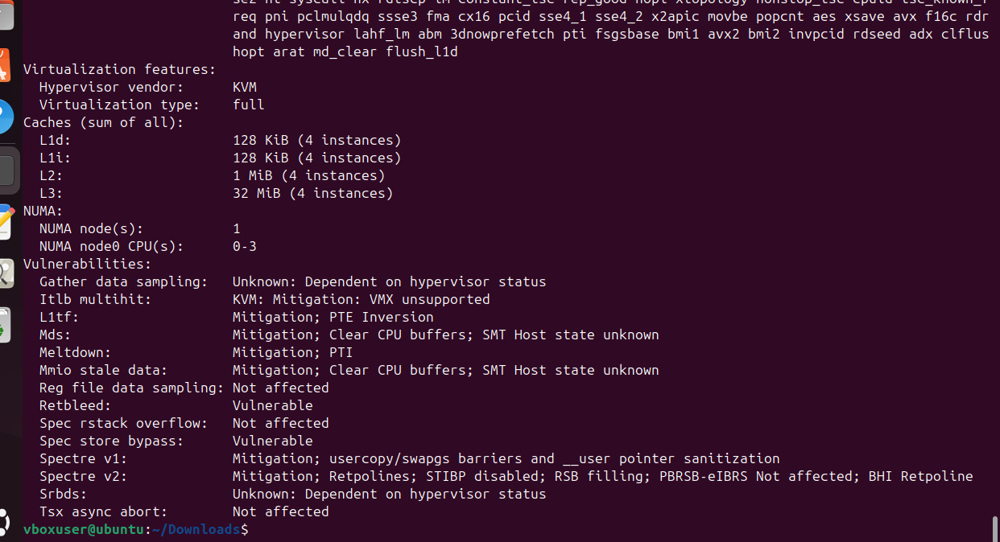 req pni pclmulqdq ssse3 fma cx16 pcid sse4_1 sse4_2 x2apic movbe popcnt aes xsave avx f16c rdr
and hypervisor lahf_lm abm 3dnowprefetch pti fsgsbase bmi1 avx2 bmi2 invpcid rdseed adx clflus
hopt arat md_clear flush_l1d
Virtualization features:
Hypervisor vendor: KVM
Virtualization type: full
Caches (sum of all):
L1d: 128 KiB (4 instances)
L1i: 128 KiB (4 instances)
L2: 1 MiB (4 instances)
L3: 32 MiB (4 instances)
NUMA:
NUMA node(s): 1
NUMA node0 CPU(s): 0-3
Vulnerabilities:
Gather data sampling: Unknown: Dependent on hypervisor status
Itlb multihit: KVM: Mitigation: VMX unsupported
L1tf: Mitigation; PTE Inversion
Mds: Mitigation; Clear CPU buffers; SMT Host state unknown
Meltdown: Mitigation; PTI
Mmio stale data: Mitigation; Clear CPU buffers; SMT Host state unknown
Reg file data sampling: Not affected
Retbleed: Vulnerable
Spec rstack overflow: Not affected
Spec store bypass: Vulnerable
Spectre v1: Mitigation; usercopy/swapgs barriers and __user pointer sanitization
Spectre v2: Mitigation; Retpolines; STIBP disabled; RSB filling; PBRSB-eIBRS Not affected; BHI Retpoline
Srbds: Unknown: Dependent on hypervisor status
Tsx async abort: Not affected
vboxuser@ubuntu:~/Downloads$